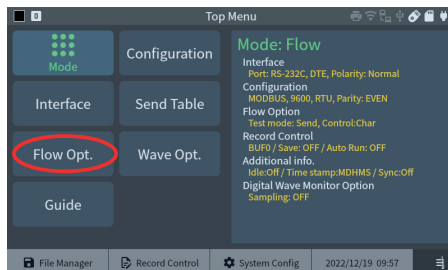 0
Top Menu
Mode
Configuration
Interface
Send Table
Flow Opt.
Wave Opt.
Guide
Mode: Flow
Interface
Port: RS-232C, DTE, Polarity: Normal
Configuration
MODBUS, 9600, RTU, Parity: EVEN
Flow Option
Test mode: Send, Control:Char
Record Control
BUF0 / Save: OFF / Auto Run: OFF
Additional info.
Idle:Off / Time stamp:MDHMS / Sync:Off
Digital Wave Monitor Option
Sampling: OFF
File Manager
Record Control
System Config
2022/12/19 09:57